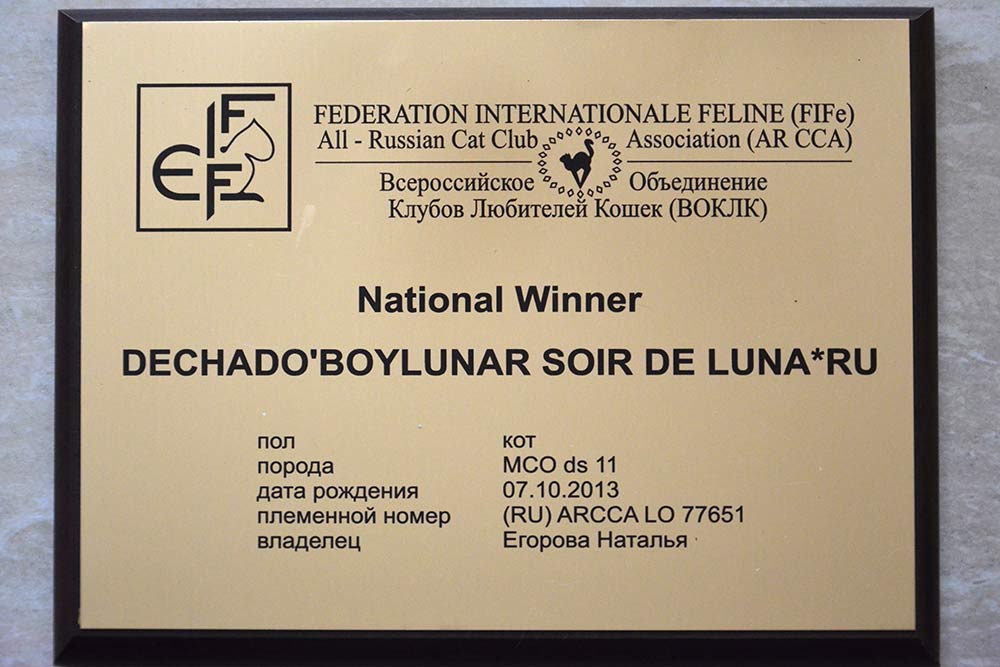 FIFE
FEDERATION INTERNATIONALE FELINE (FIFe)
All - Russian Cat Club Association (AR CCA)
Всероссийское Объединение
Клубов Любителей Кошек (ВОКЛК)
National Winner
DECHADO'BOYLUNAR SOIR DE LUNA*RU
пол кот
порода MCO ds 11
дата рождения 07.10.2013
племенной номер (RU) ARCCA LO 77651
владелец Егорова Наталья